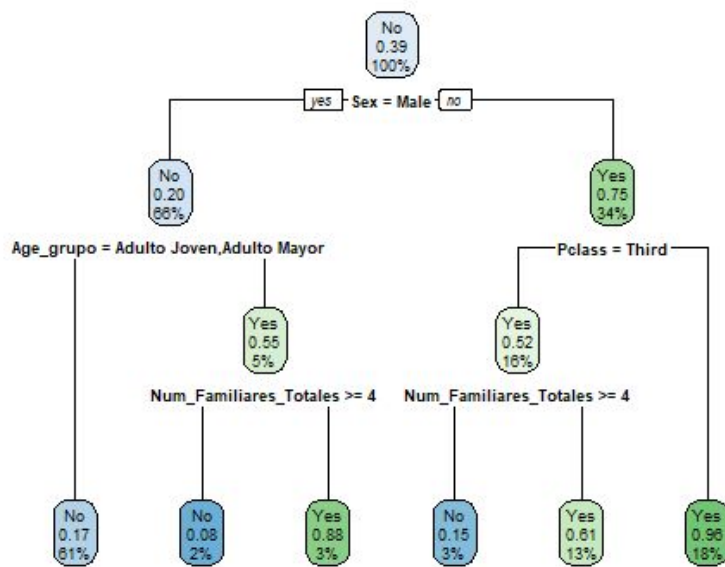 No
0.39
100%
yes Sex = Male no
No
0.20
66%
Yes
0.75
34%
Age_grupo = Adulto Joven,Adulto Mayor
Pclass = Third
Yes
0.55
5%
Yes
0.52
16%
Num_Familiares_Totales >= 4
Num_Familiares_Totales >= 4
No
0.17
61%
No
0.08
2%
Yes
0.88
3%
No
0.15
3%
Yes
0.61
13%
Yes
0.96
18%